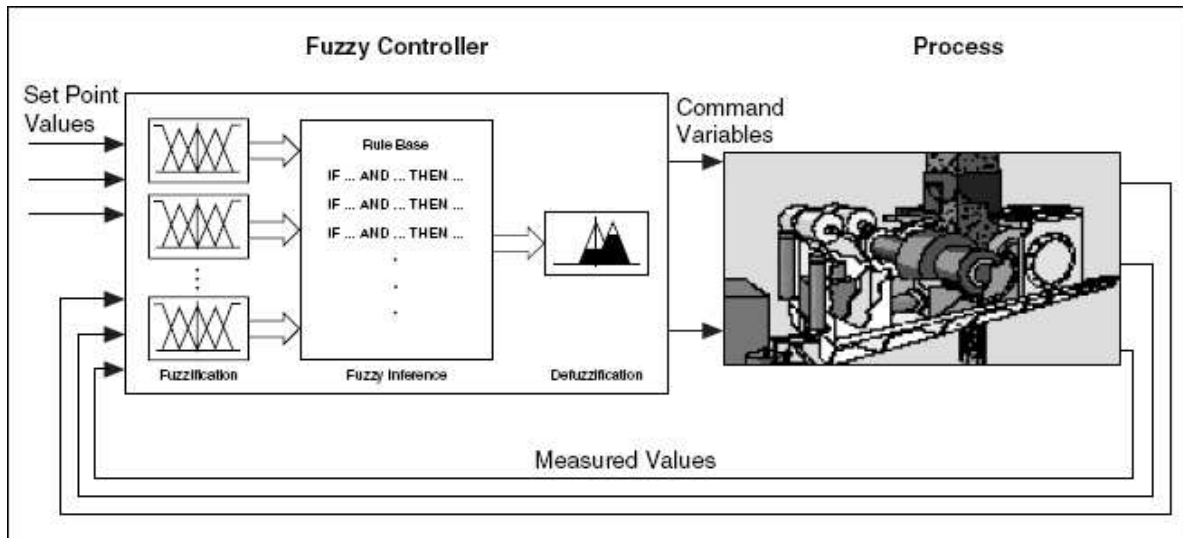 Fuzzy Controller
Process
Set Point
Values
Command
Variables
Rule Base
IF ... AND ... THEN ...
IF ... AND ... THEN ...
IF ... AND ... THEN ...
Fuzzification
Fuzzy Inference
Defuzzification
Measured Values